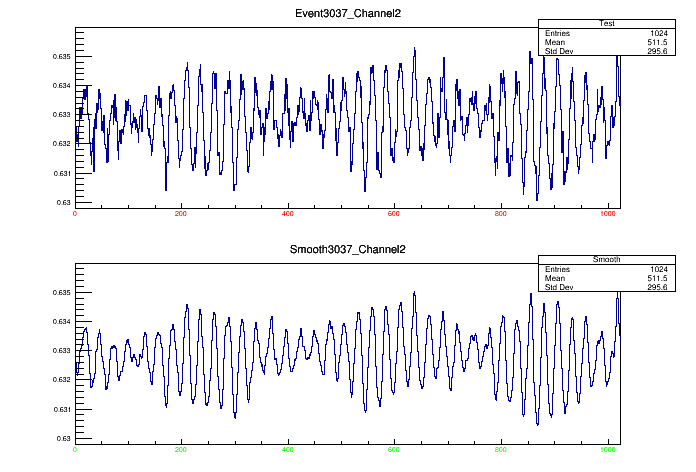 Event3037_Channel2
Test
Entries 1024
Mean 511.5
Std Dev 295.6
0.635
0.634
0.633
0.632
0.631
0.63
0 200 400 600 800 1000
Smooth3037_Channel2
Smooth
Entries 1024
Mean 511.5
Std Dev 295.6
0.635
0.634
0.633
0.632
0.631
0.63
0 200 400 600 800 1000